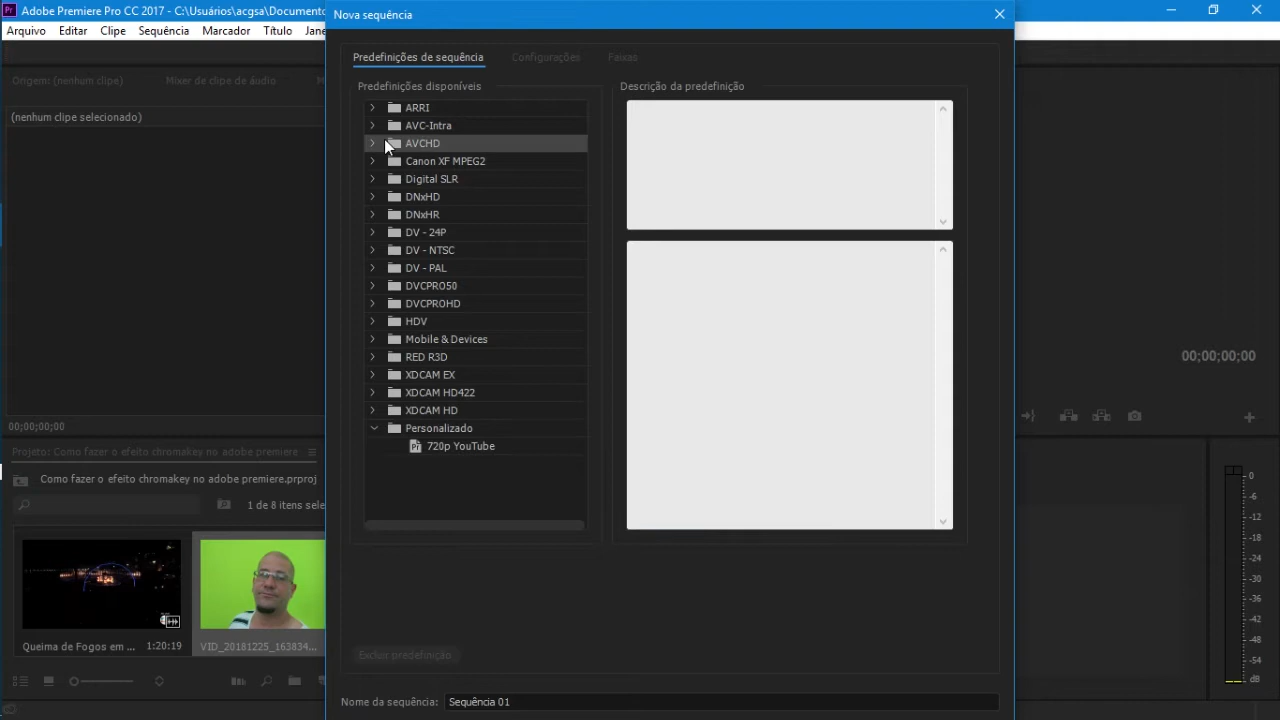 Adobe Premiere Pro CC 2017 - C:\Usuários\acgsa\Documento
Nova sequência
Arquivo Editar Clipe Sequência Marcador Título Jane
Predefinições de sequência Configurações Faixas
Origem: (nenhum clipe) Mixer de clipe de áudio
Predefinições disponíveis
Descrição da predefinição
(nenhum clipe selecionado)
ARRI
AVC-Intra
AVCHD
Canon XF MPEG2
Digital SLR
DNxHD
DNxHR
DV - 24P
DV - NTSC
DV - PAL
DVCPRO50
DVCPROHD
HDV
Mobile & Devices
RED R3D
XDCAM EX
XDCAM HD422
XDCAM HD
Personalizado
720p YouTube
00;00;00;00
00;00;00;00
Projeto: Como fazer o efeito chromakey no adobe premiere
Como fazer o efeito chromakey no adobe premiere.prproj
1 de 8 itens sele
Queima de Fogos em ... 1:20:19
VID_20181225_163834...
0
-6
-12
-18
-24
-30
-36
-42
-48
-54
dB
Excluir predefinição
Nome da sequência: Sequência 01